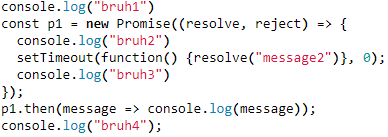 console.log("bruh1")
const p1 = new Promise((resolve, reject) => {
  console.log("bruh2")
  setTimeout(function() {resolve("message2")}, 0);
  console.log("bruh3")
});
p1.then(message => console.log(message));
console.log("bruh4");